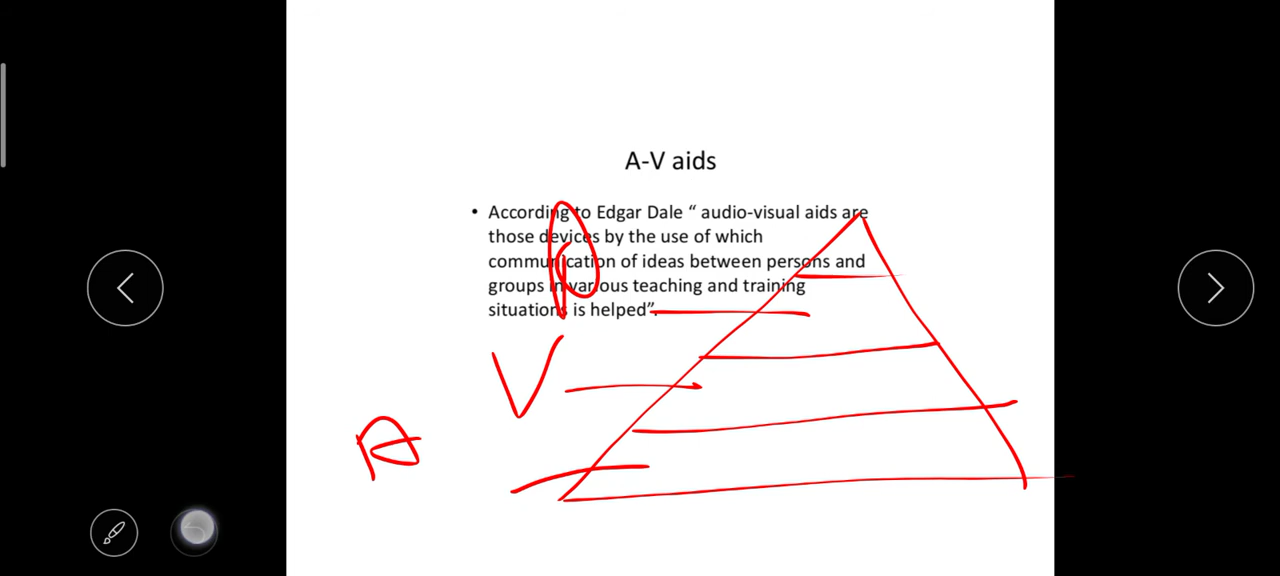 A-V aids
• According to Edgar Dale “ audio-visual aids are
those devices by the use of which
communication of ideas between persons and
groups in various teaching and training
situations is helped”.
V
A